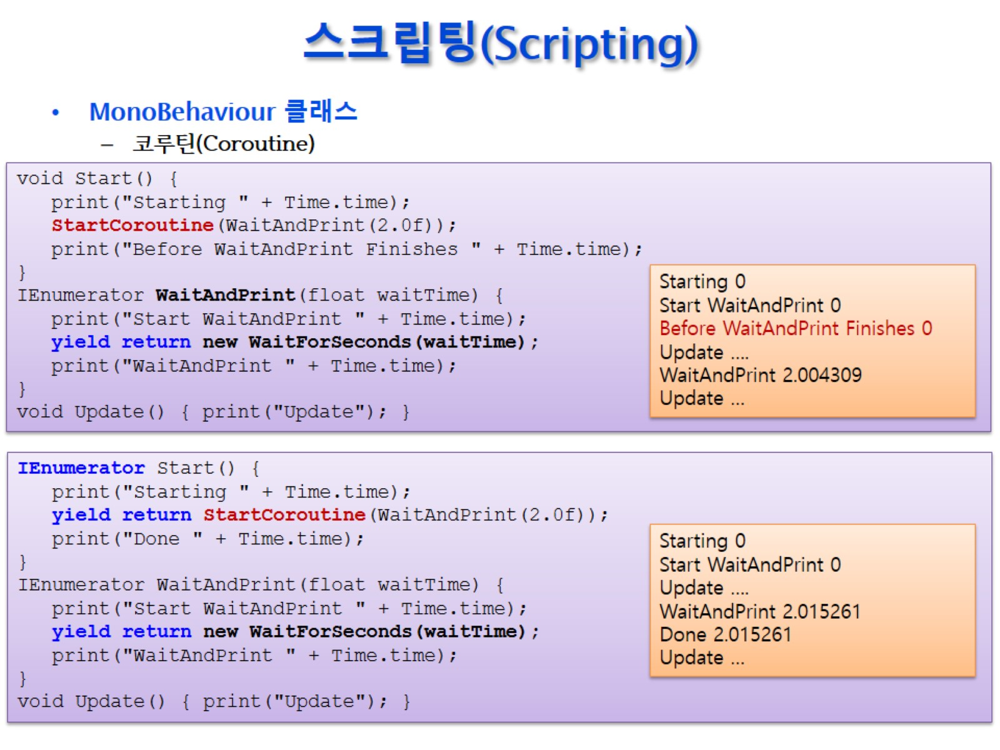 스크립팅(Scripting)
• MonoBehaviour 클래스
– 코루틴(Coroutine)
void Start() {
print("Starting " + Time.time);
StartCoroutine(WaitAndPrint(2.0f));
print("Before WaitAndPrint Finishes " + Time.time);
}
IEnumerator WaitAndPrint(float waitTime) {
print("Start WaitAndPrint " + Time.time);
yield return new WaitForSeconds(waitTime);
print("WaitAndPrint " + Time.time);
}
void Update() { print("Update"); }
Starting 0
Start WaitAndPrint 0
Before WaitAndPrint Finishes 0
Update ....
WaitAndPrint 2.004309
Update ...
IEnumerator Start() {
print("Starting " + Time.time);
yield return StartCoroutine(WaitAndPrint(2.0f));
print("Done " + Time.time);
}
IEnumerator WaitAndPrint(float waitTime) {
print("Start WaitAndPrint " + Time.time);
yield return new WaitForSeconds(waitTime);
print("WaitAndPrint " + Time.time);
}
void Update() { print("Update"); }
Starting 0
Start WaitAndPrint 0
Update ....
WaitAndPrint 2.015261
Done 2.015261
Update ...